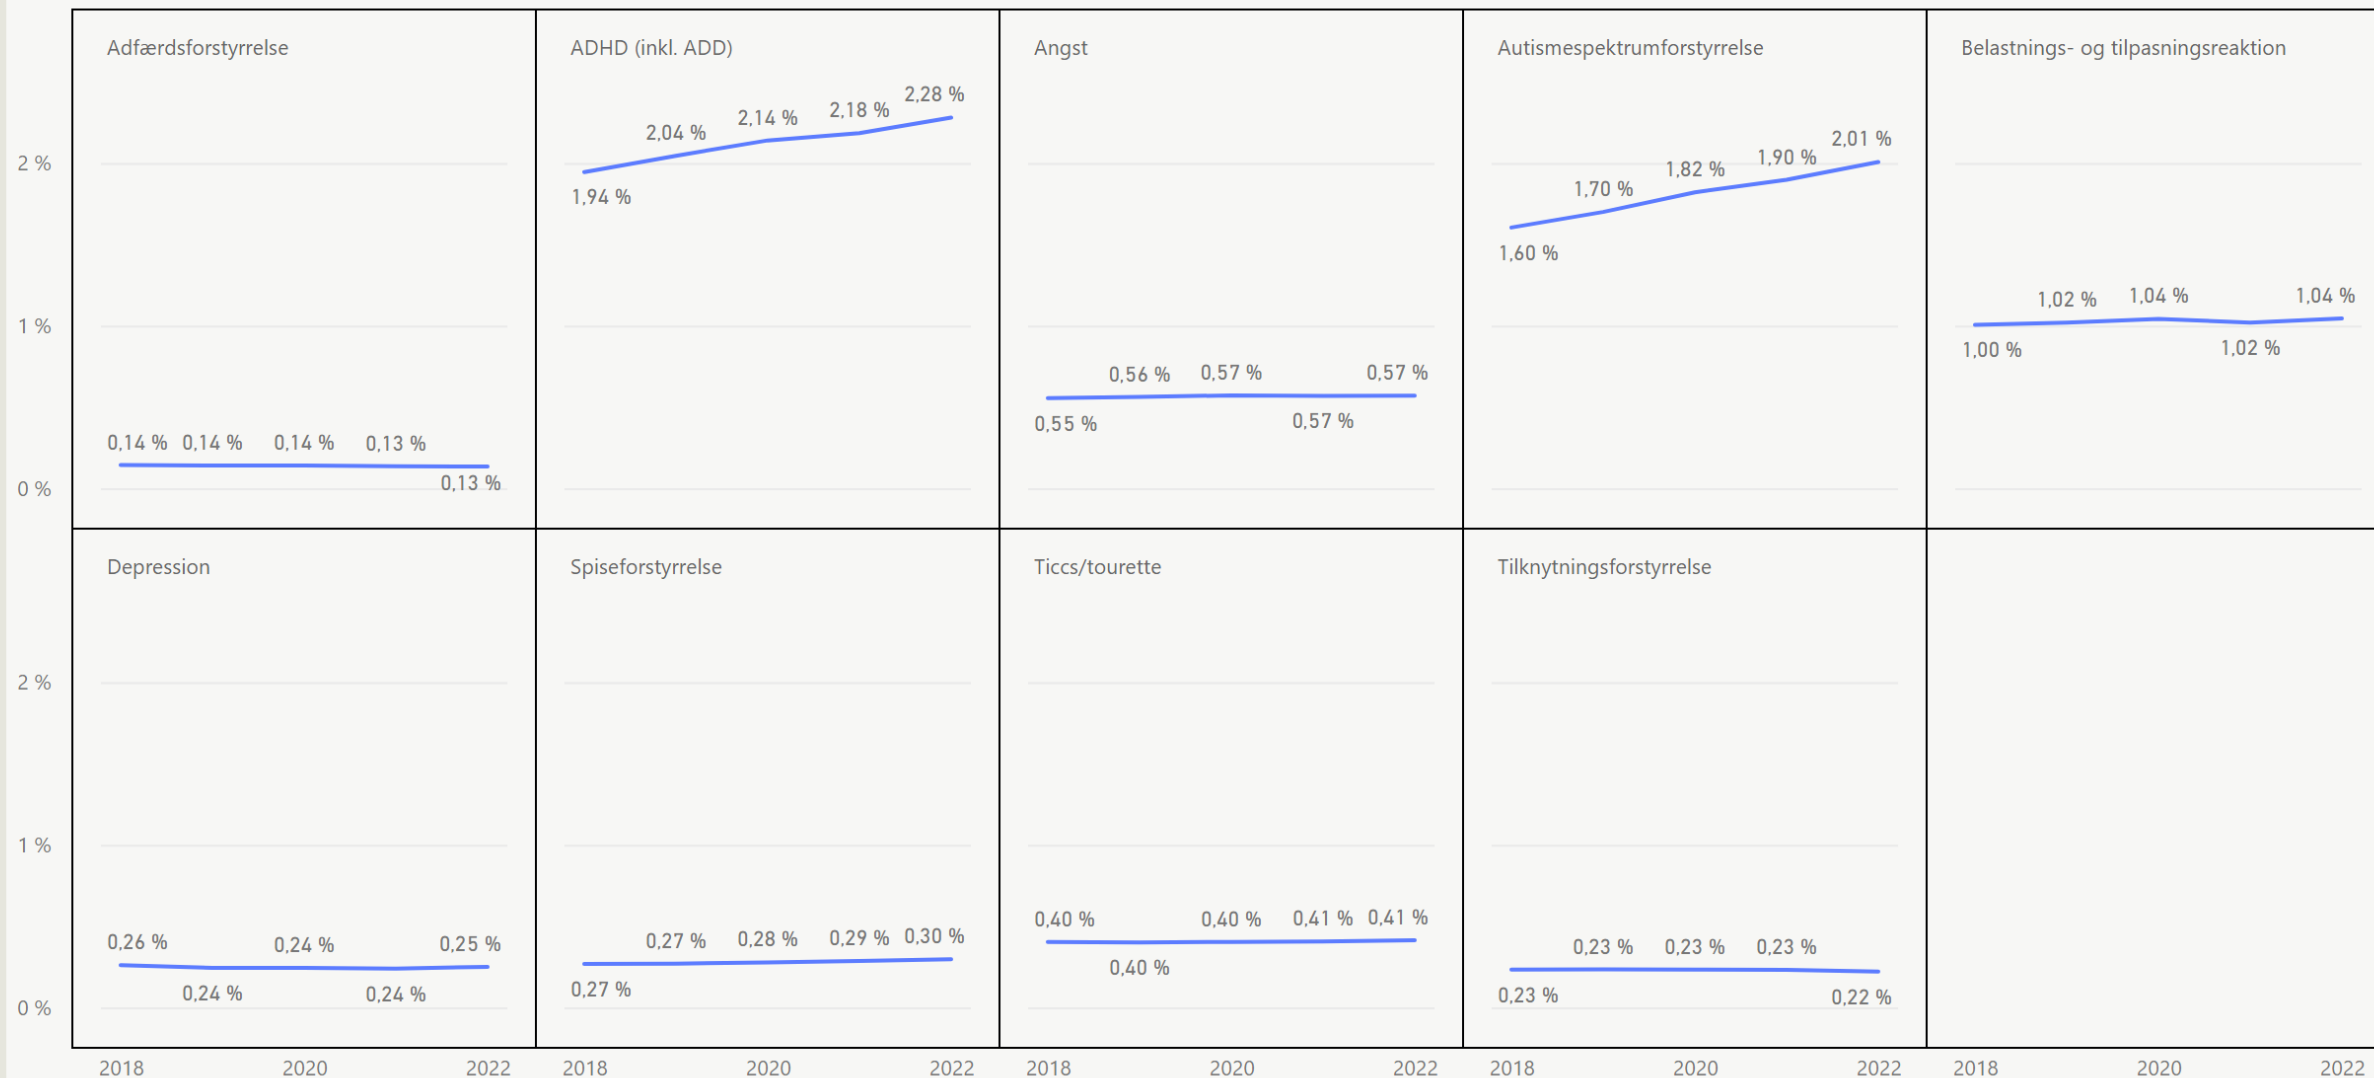 Adfærdsforstyrrelse
0,14 % 0,14 % 0,14 % 0,13 %
0,13 %
ADHD (inkl. ADD)
2,28 %
2,18 %
2,14 %
2,04 %
1,94 %
Angst
0,56 % 0,57 % 0,57 %
0,55 % 0,57 %
Autismespektrumforstyrrelse
2,01 %
1,90 %
1,82 %
1,70 %
1,60 %
Belastnings- og tilpasningsreaktion
1,02 % 1,04 % 1,04 %
1,00 % 1,02 %
2 %
1 %
0 %
Depression
0,26 % 0,24 % 0,25 %
0,24 % 0,24 %
Spiseforstyrrelse
0,27 % 0,28 % 0,29 % 0,30 %
0,27 %
Ticcs/tourette
0,40 % 0,40 % 0,41 % 0,41 %
0,40 %
Tilknytningsforstyrrelse
0,23 % 0,23 % 0,23 %
0,23 % 0,22 %
2 %
1 %
0 %
2018 2020 2022 2018 2020 2022 2018 2020 2022 2018 2020 2022 2018 2020 2022